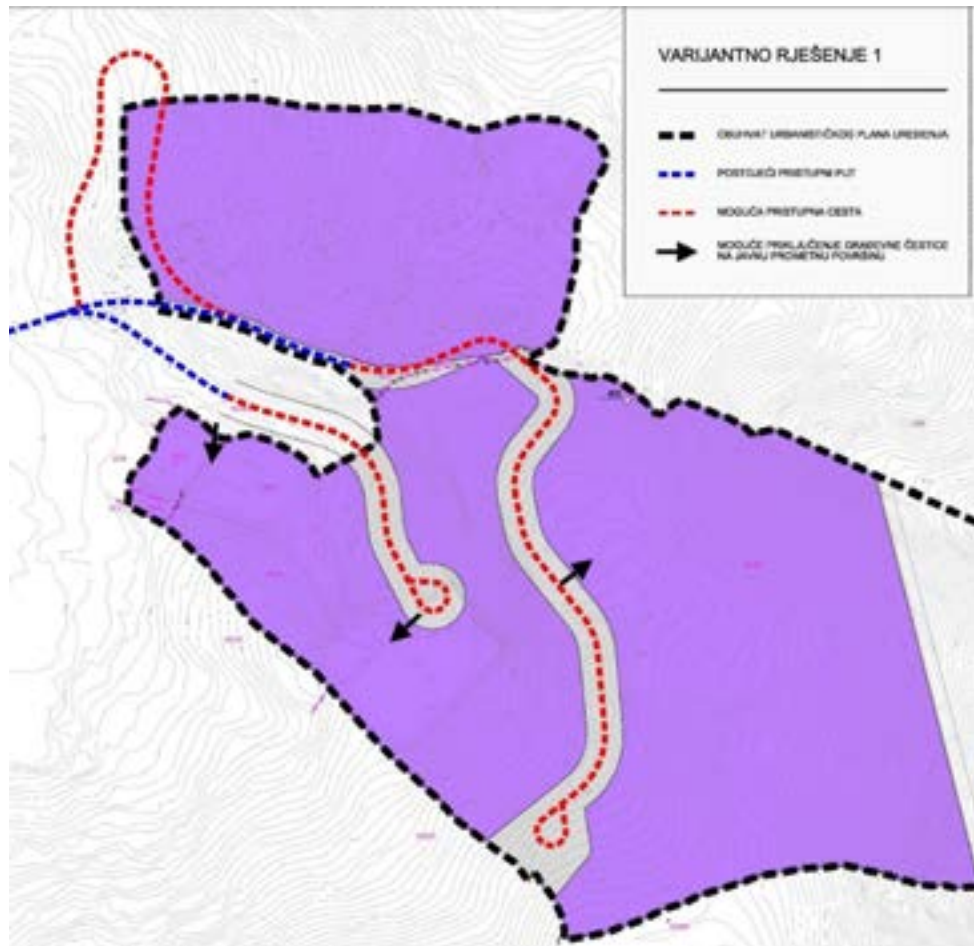 VARIJANTNO RJEŠENJE 1
OBUHVAT URBANISTIČKOG PLANA UREĐENJA
POSTOJEĆI PRISTUPNI PUT
MOGUĆA PRISTUPNA CESTA
MOGUĆE PRIKLJUČENJE GRAĐEVNE ČESTICE
NA JAVNU PROMETNU POVRŠINU